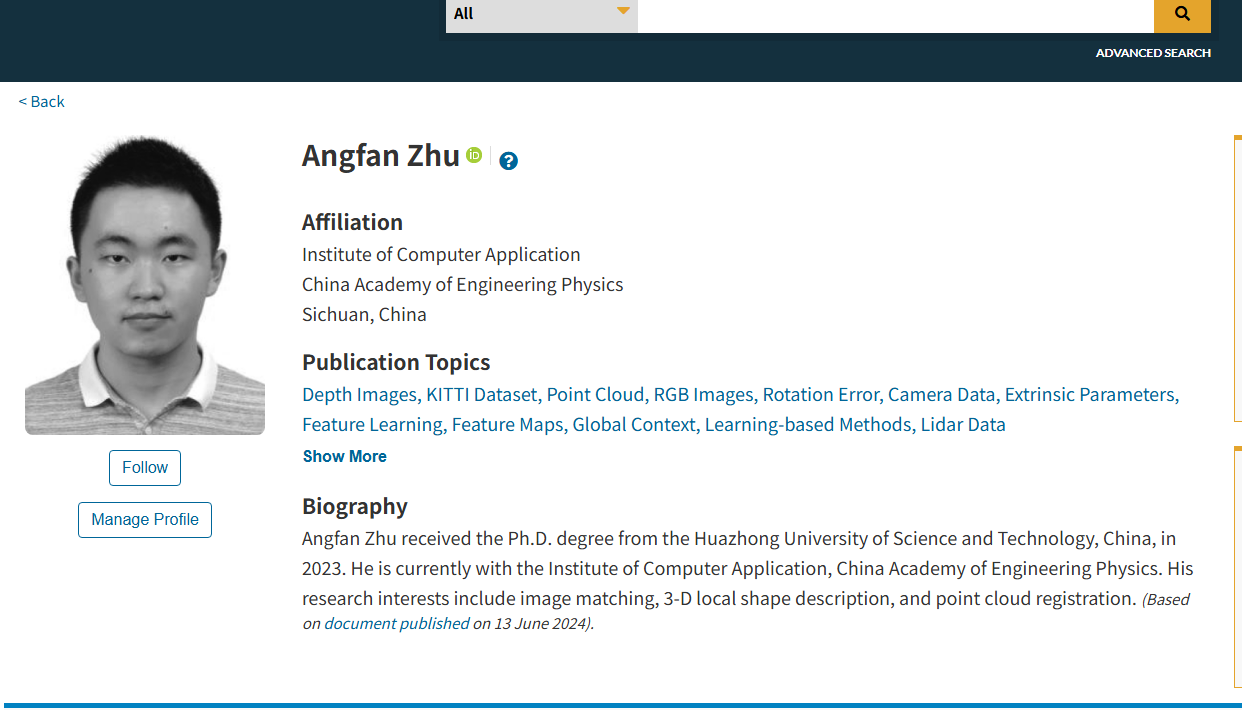 All
ADVANCED SEARCH
< Back
Angfan Zhu iD ?
Affiliation
Institute of Computer Application
China Academy of Engineering Physics
Sichuan, China
Publication Topics
Depth Images, KITTI Dataset, Point Cloud, RGB Images, Rotation Error, Camera Data, Extrinsic Parameters,
Feature Learning, Feature Maps, Global Context, Learning-based Methods, Lidar Data
Show More
Follow
Manage Profile
Biography
Angfan Zhu received the Ph.D. degree from the Huazhong University of Science and Technology, China, in
2023. He is currently with the Institute of Computer Application, China Academy of Engineering Physics. His
research interests include image matching, 3-D local shape description, and point cloud registration. (Based
on document published on 13 June 2024).